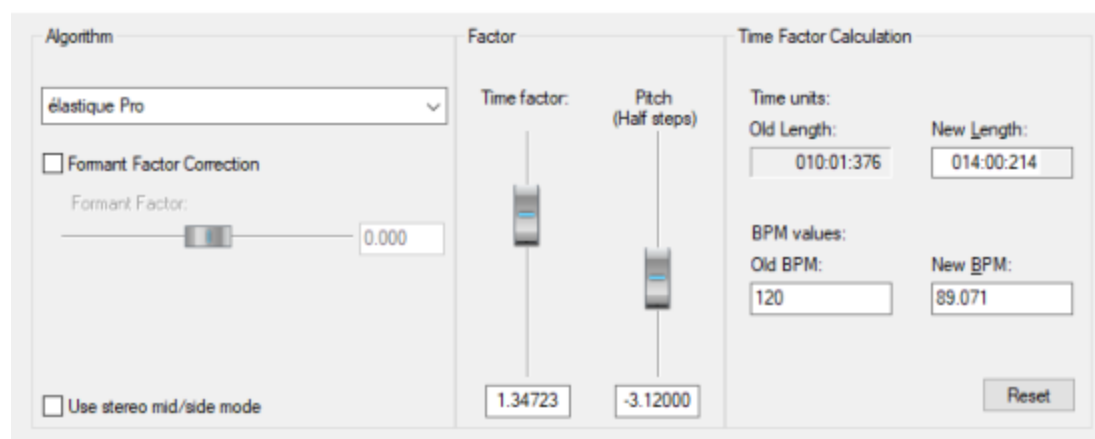 Algorithm
élastique Pro
Formant Factor Correction
Formant Factor:
0.000
Use stereo mid/side mode
Factor
Time factor:
Pitch
(Half steps)
1.34723
-3.12000
Time Factor Calculation
Time units:
Old Length:
New Length:
010:01:376
014:00:214
BPM values:
Old BPM:
New BPM:
120
89.071
Reset